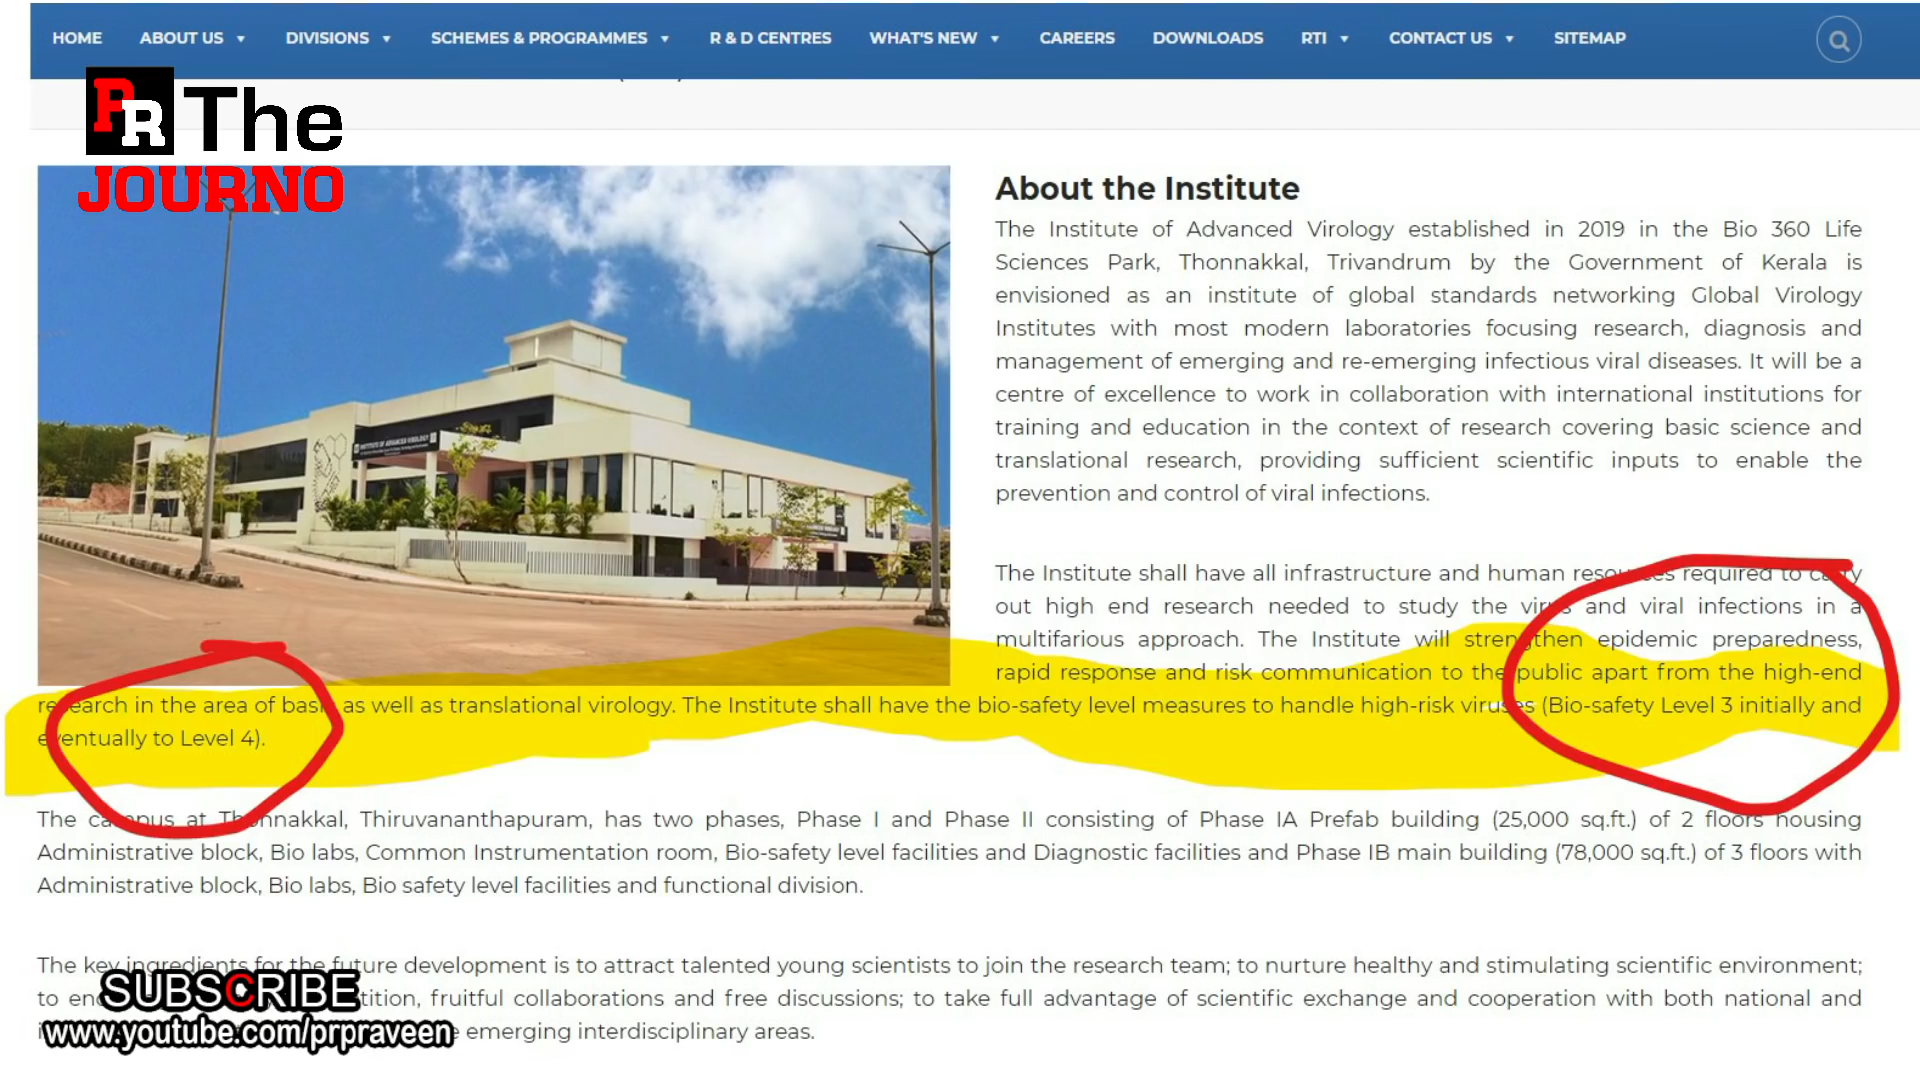 HOME ABOUT US DIVISIONS SCHEMES & PROGRAMMES R & D CENTRES WHAT'S NEW CAREERS DOWNLOADS RTI CONTACT US SITEMAP
PR The
JOURNO
INSTITUTE OF ADVANCED VIROLOGY
About the Institute
The Institute of Advanced Virology established in 2019 in the Bio 360 Life
Sciences Park, Thonnakkal, Trivandrum by the Government of Kerala is
envisioned as an institute of global standards networking Global Virology
Institutes with most modern laboratories focusing research, diagnosis and
management of emerging and re-emerging infectious viral diseases. It will be a
centre of excellence to work in collaboration with international institutions for
training and education in the context of research covering basic science and
translational research, providing sufficient scientific inputs to enable the
prevention and control of viral infections.
The Institute shall have all infrastructure and human resources required to carry
out high end research needed to study the virus and viral infections in a
multifarious approach. The Institute will strengthen epidemic preparedness,
rapid response and risk communication to the public apart from the high-end
research in the area of basic as well as translational virology. The Institute shall have the bio-safety level measures to handle high-risk viruses (Bio-safety Level 3 initially and
eventually to Level 4).
The campus at Thonnakkal, Thiruvananthapuram, has two phases, Phase I and Phase II consisting of Phase IA Prefab building (25,000 sq.ft.) of 2 floors housing
Administrative block, Bio labs, Common Instrumentation room, Bio-safety level facilities and Diagnostic facilities and Phase IB main building (78,000 sq.ft.) of 3 floors with
Administrative block, Bio labs, Bio safety level facilities and functional division.
The key ingredients for the future development is to attract talented young scientists to join the research team; to nurture healthy and stimulating scientific environment;
to fruitful collaborations and free discussions; to take full advantage of scientific exchange and cooperation with both national and
emerging interdisciplinary areas.
SUBSCRIBE
www.youtube.com/prpraveen